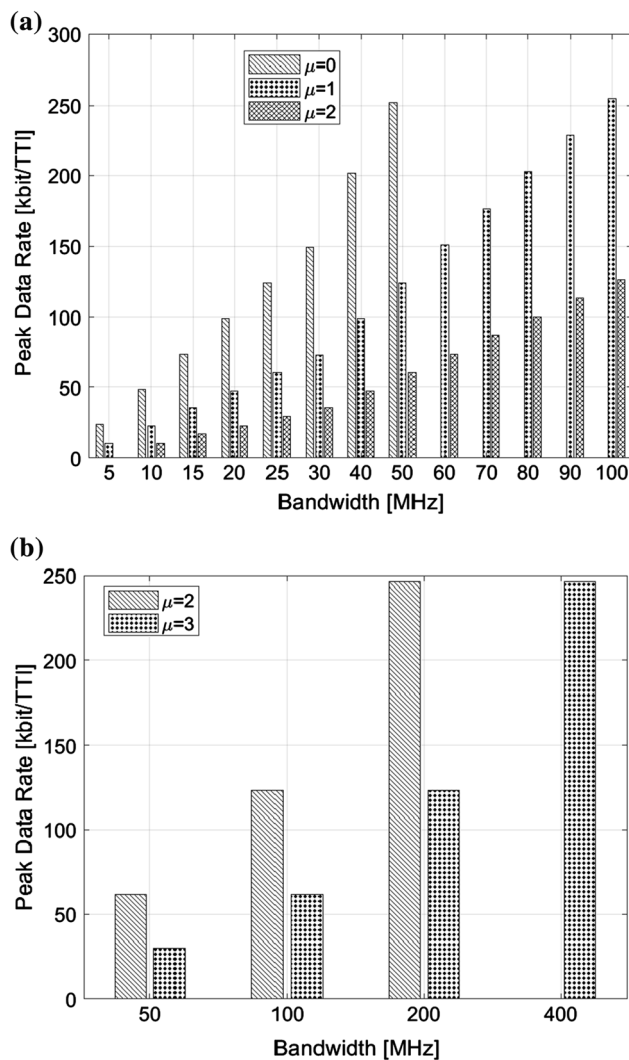 (a)
300
250
200
150
100
50
0
Peak Data Rate [kbit/TTI]
μ=0
μ=1
μ=2
5 10 15 20 25 30 40 50 60 70 80 90 100
Bandwidth [MHz]
(b)
250
200
150
100
50
0
Peak Data Rate [kbit/TTI]
μ=2
μ=3
50 100 200 400
Bandwidth [MHz]